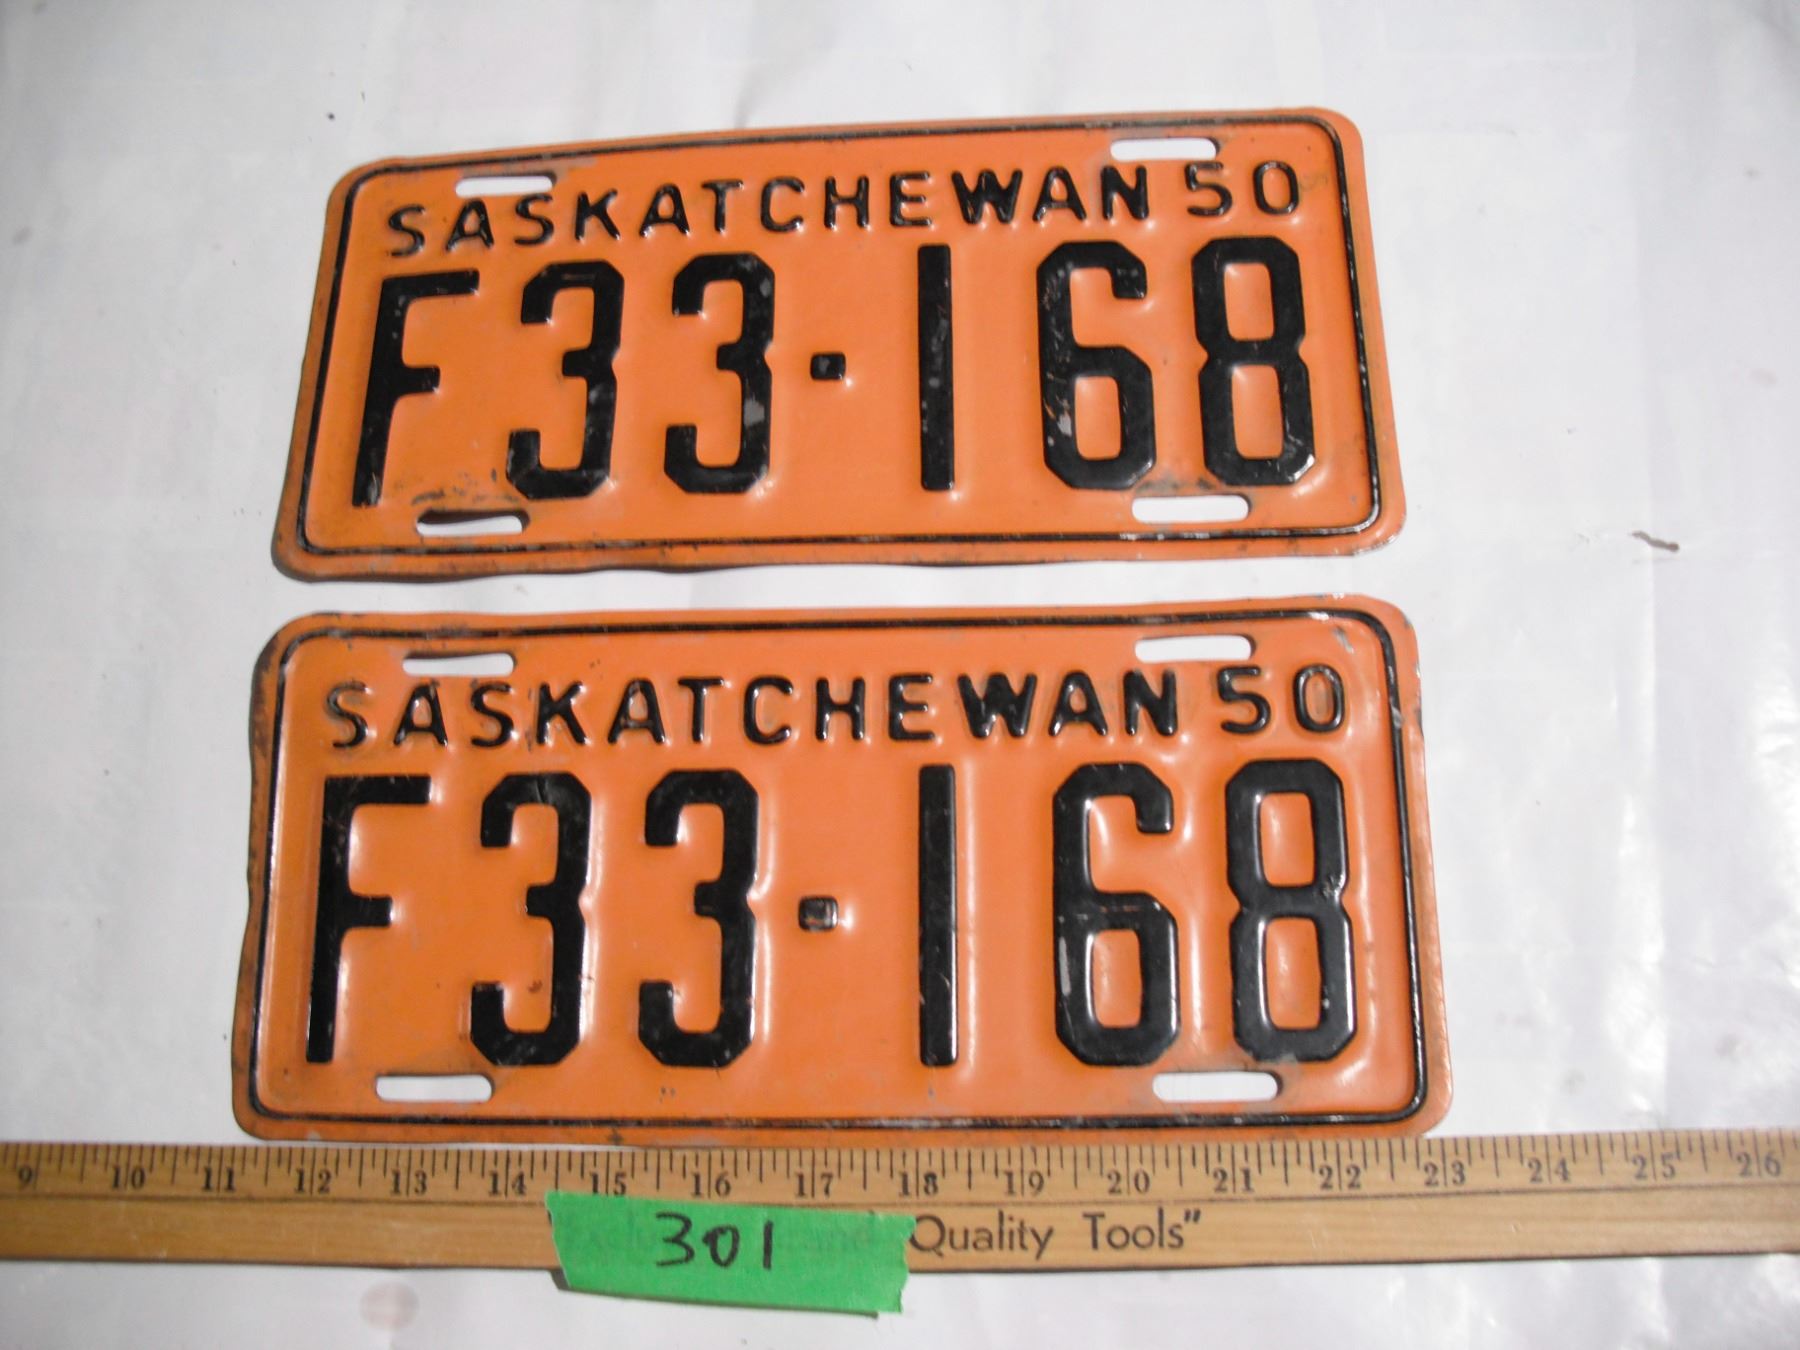 SASKATCHEWAN 50
F33-168
SASKATCHEWAN 50
F33-168
9 10 11 12 13 14 15 16 17 18 19 20 21 22 23 24 25 26
301 Quality Tools"